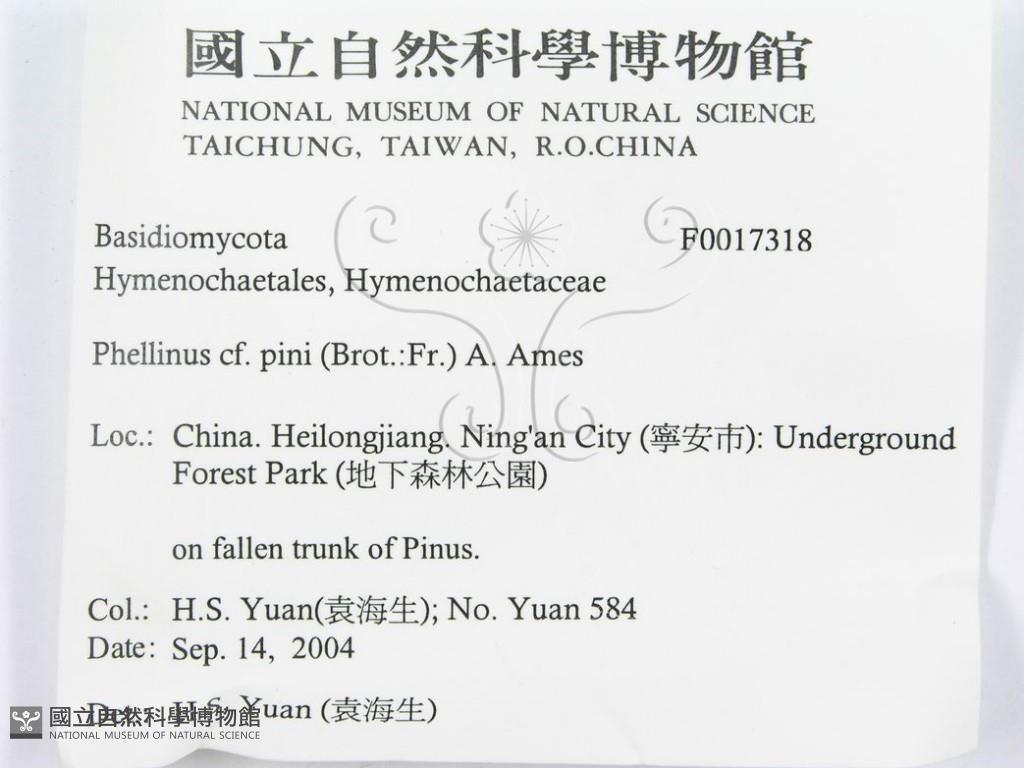 國立自然科學博物館
NATIONAL MUSEUM OF NATURAL SCIENCE
TAICHUNG, TAIWAN, R.O.CHINA
Basidiomycota F0017318
Hymenochaetales, Hymenochaetaceae
Phellinus cf. pini (Brot.:Fr.) A. Ames
Loc.: China. Heilongjiang. Ning'an City (寧安市): Underground
Forest Park (地下森林公園)
on fallen trunk of Pinus.
Col.: H.S. Yuan(袁海生); No. Yuan 584
Date: Sep. 14, 2004
Det.: H.S. Yuan (袁海生)
國立自然科學博物館
NATIONAL MUSEUM OF NATURAL SCIENCE